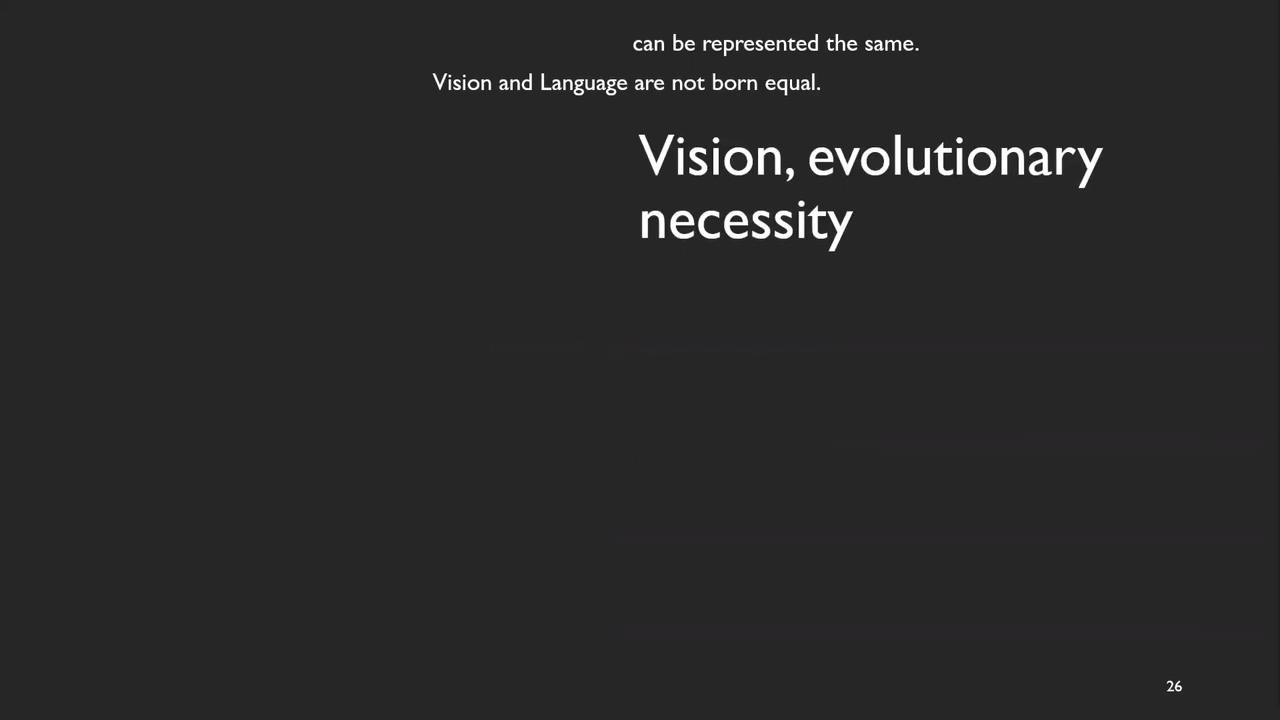 can be represented the same.
Vision and Language are not born equal.
Vision, evolutionary
necessity
26